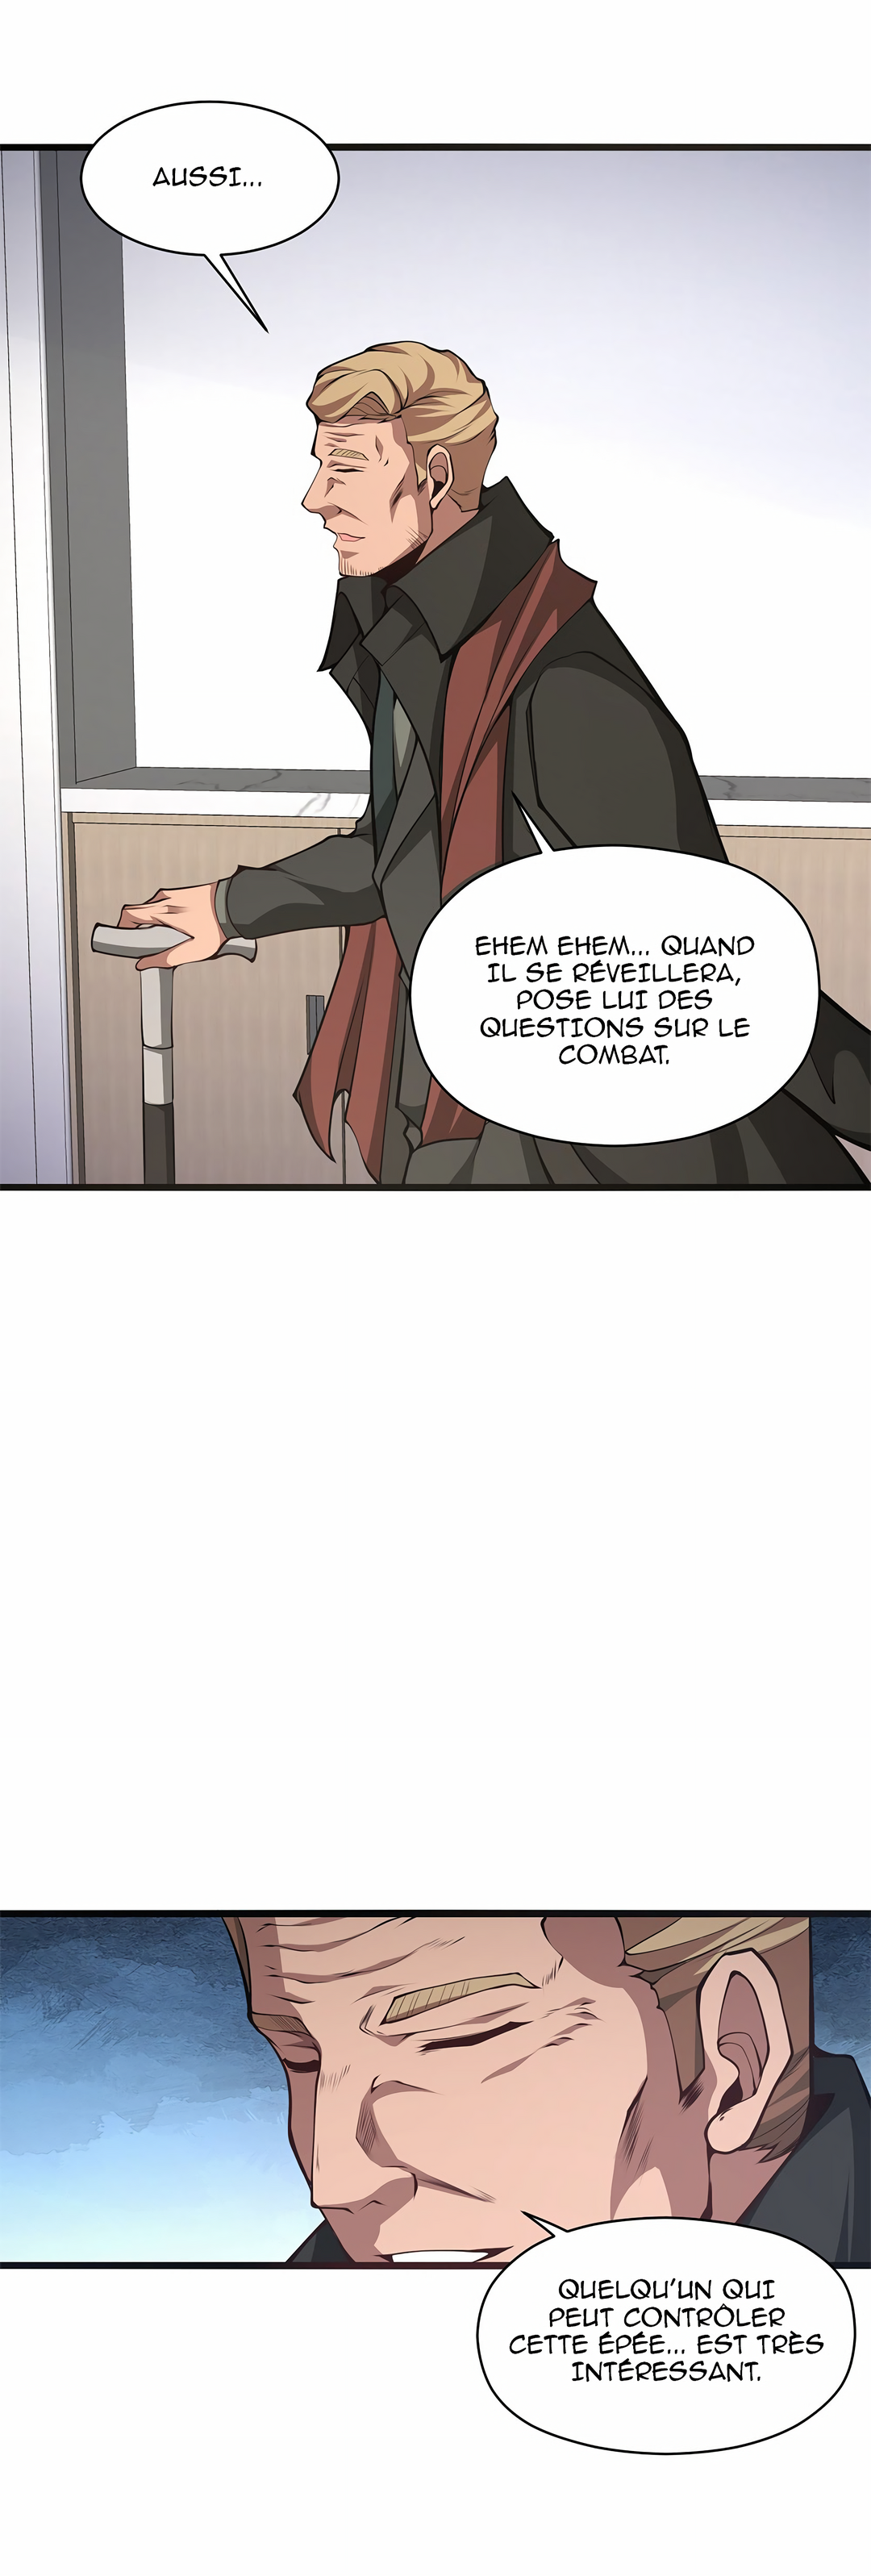 AUSSI...
EHEM EHEM... QUAND
IL SE RÉVEILLERA,
POSE LUI DES
QUESTIONS SUR LE
COMBAT.
QUELQU'UN QUI
PEUT CONTRÔLER
CETTE ÉPÉE... EST TRÈS
INTÉRESSANT.